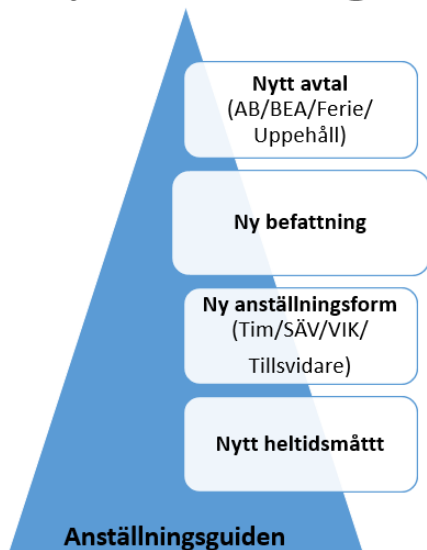 Nytt avtal
(AB/BEA/Ferie/
Uppehåll)
Ny befattning
Ny anställningsform
(Tim/SÄV/VIK/
Tillsvidare)
Nytt heltidsmåttt
Anställningsguiden